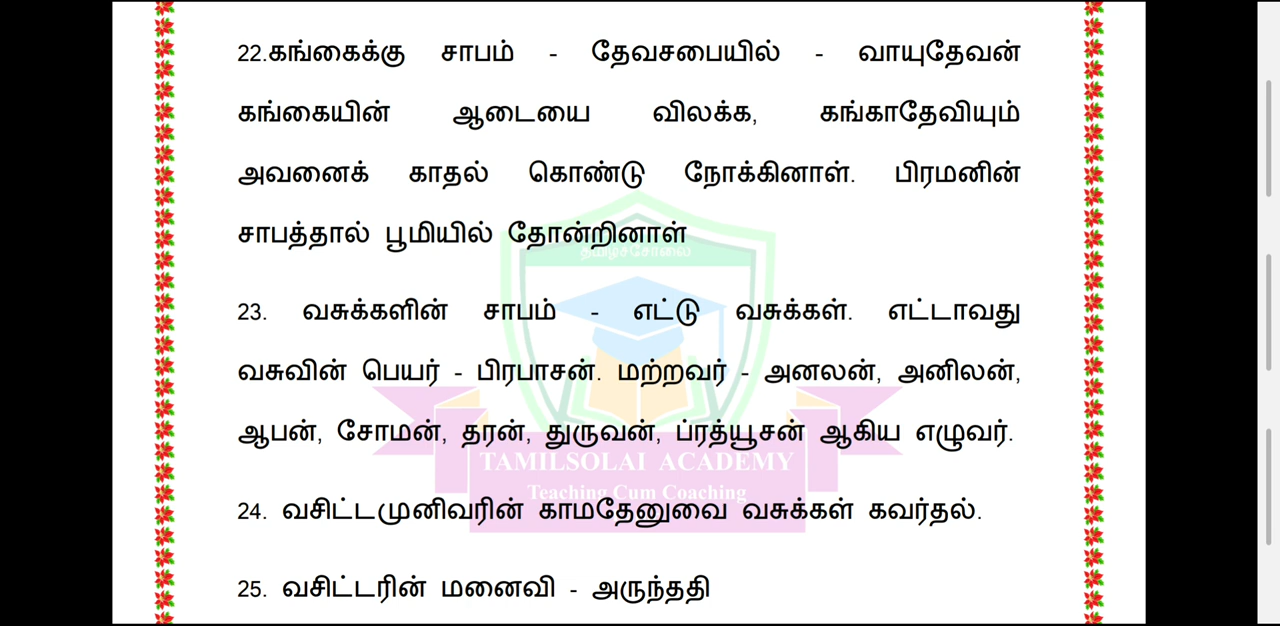 22.கங்கைக்கு சாபம் - தேவசபையில் - வாயுதேவன்
கங்கையின் ஆடையை விலக்க, கங்காதேவியும்
அவனைக் காதல் கொண்டு நோக்கினாள். பிரமனின்
சாபத்தால் பூமியில் தோன்றினாள்
தமிழ்ச்சோலை
23. வசுக்களின் சாபம் - எட்டு வசுக்கள். எட்டாவது
வசுவின் பெயர் - பிரபாசன். மற்றவர் - அனலன், அனிலன்,
ஆபன், சோமன், தரன், துருவன், ப்ரத்யூசன் ஆகிய எழுவர்.
TAMILSOLAI ACADEMY
Teaching Cum Coaching
24. வசிட்டமுனிவரின் காமதேனுவை வசுக்கள் கவர்தல்.
25. வசிட்டரின் மனைவி - அருந்ததி